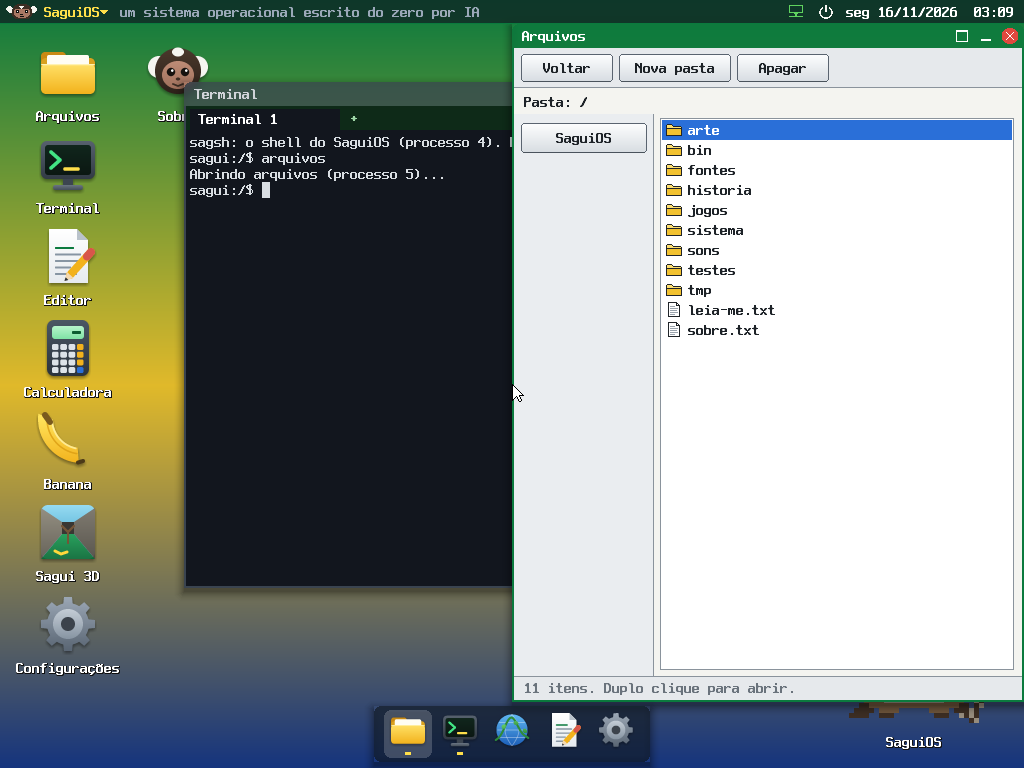 SaguiOS um sistema operacional escrito do zero por IA seg 16/11/2026 03:09
Arquivos
Terminal
Editor
Calculadora
Banana
Sagui 3D
Configurações
Terminal
Terminal 1 +
sagsh: o shell do SaguiOS (processo 4).
sagui:/$ arquivos
Abrindo arquivos (processo 5)...
sagui:/$
Arquivos
Voltar Nova pasta Apagar
Pasta: /
SaguiOS
arte
bin
fontes
historia
jogos
sistema
sons
testes
tmp
leia-me.txt
sobre.txt
11 itens. Duplo clique para abrir.
SaguiOS